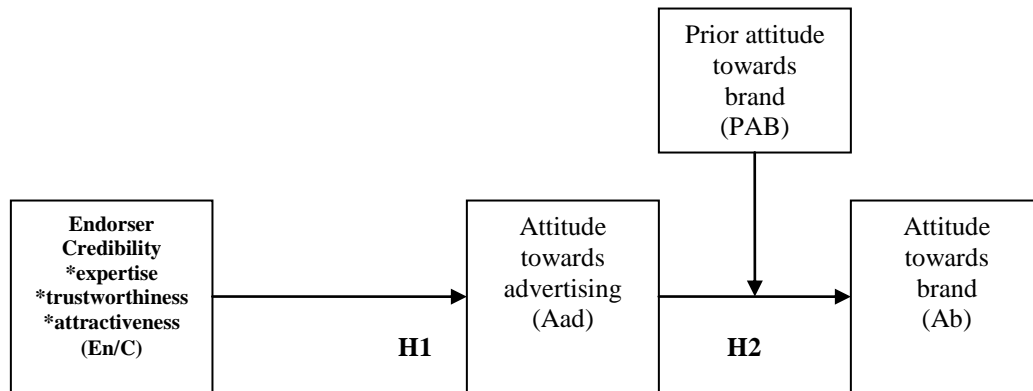 Prior attitude
towards
brand
(PAB)
Endorser
Credibility
*expertise
*trustworthiness
*attractiveness
(En/C)
Attitude
towards
advertising
(Aad)
Attitude
towards
brand
(Ab)
H1
H2